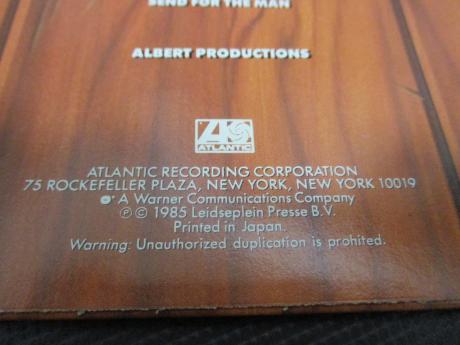 SEND FOR THE MAN
ALBERT PRODUCTIONS
ATLANTIC
ATLANTIC RECORDING CORPORATION
75 ROCKEFELLER PLAZA, NEW YORK, NEW YORK 10019
A Warner Communications Company
℗ © 1985 Leidseplein Presse B.V.
Printed in Japan.
Warning: Unauthorized duplication is prohibited.